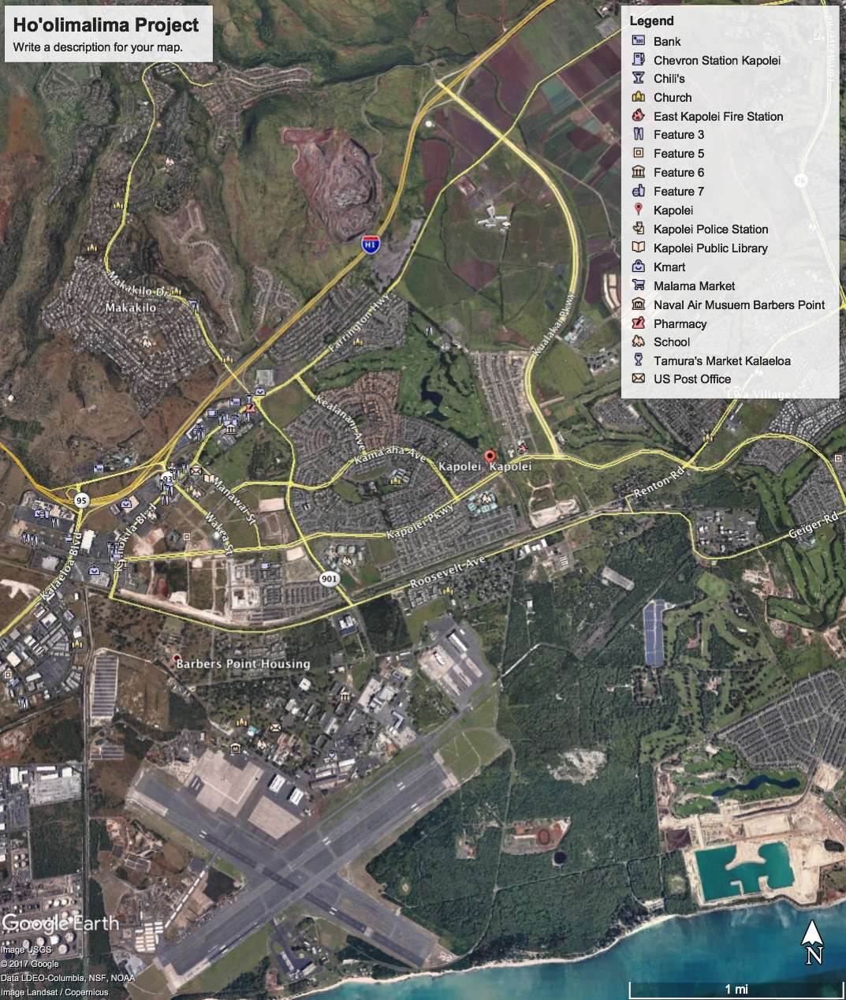 Ho'olimalima Project
Write a description for your map.
Legend
Bank
Chevron Station Kapolei
Chili's
Church
East Kapolei Fire Station
Feature 3
Feature 5
Feature 6
Feature 7
Kapolei
Kapolei Police Station
Kapolei Public Library
Kmart
Malama Market
Naval Air Musuem Barbers Point
Pharmacy
School
Tamura's Market Kalaeloa
US Post Office
Fort Weaver Rd
76
H1
Makakilo Dr
Makakilo
Farrington Hwy
Kualakai Pkwy
Ewa Villages
Kealanani Ave
Kama'aha Ave
Kapolei
Kapolei
93
95
Manawai St
Renton Rd
Wakea St
Kapolei Pkwy
Geiger Rd
Kalaeloa Blvd
Roosevelt Ave
901
Barbers Point Housing
Google Earth
Image USGS
© 2017 Google
Data LDEO-Columbia, NSF, NOAA
Image Landsat / Copernicus
N
1 mi